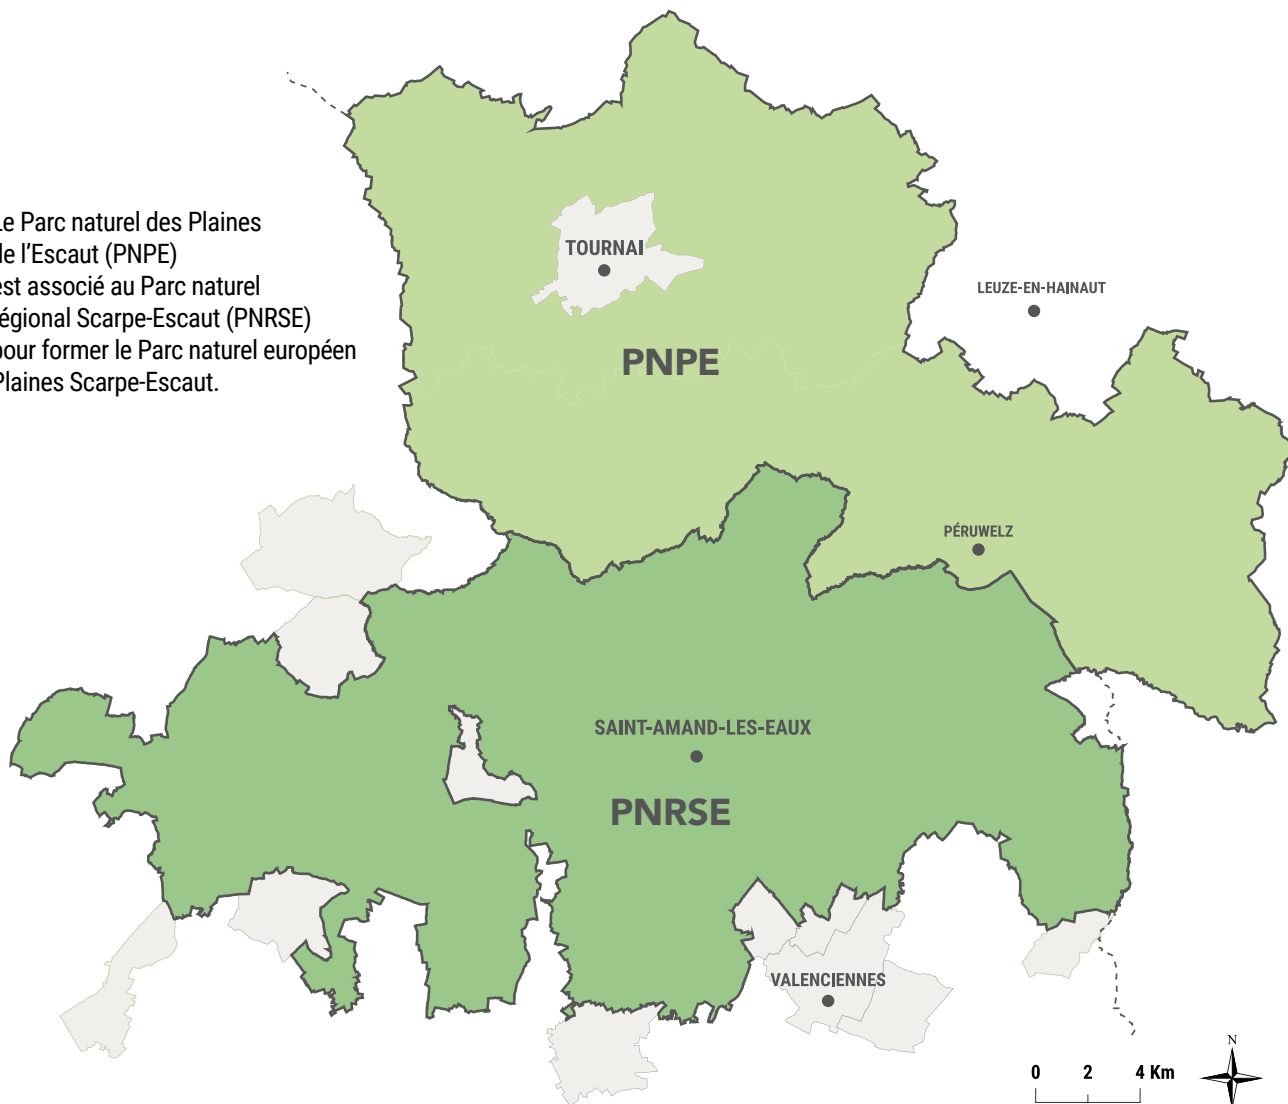 Le Parc naturel des Plaines
de l'Escaut (PNPE)
est associé au Parc naturel
régional Scarpe-Escaut (PNRSE)
pour former le Parc naturel européen
Plaines Scarpe-Escaut.
TOURNAI
LEUZE-EN-HAINAUT
PNPE
PÉRUWELZ
SAINT-AMAND-LES-EAUX
PNRSE
VALENCIENNES
N
0 2 4 Km